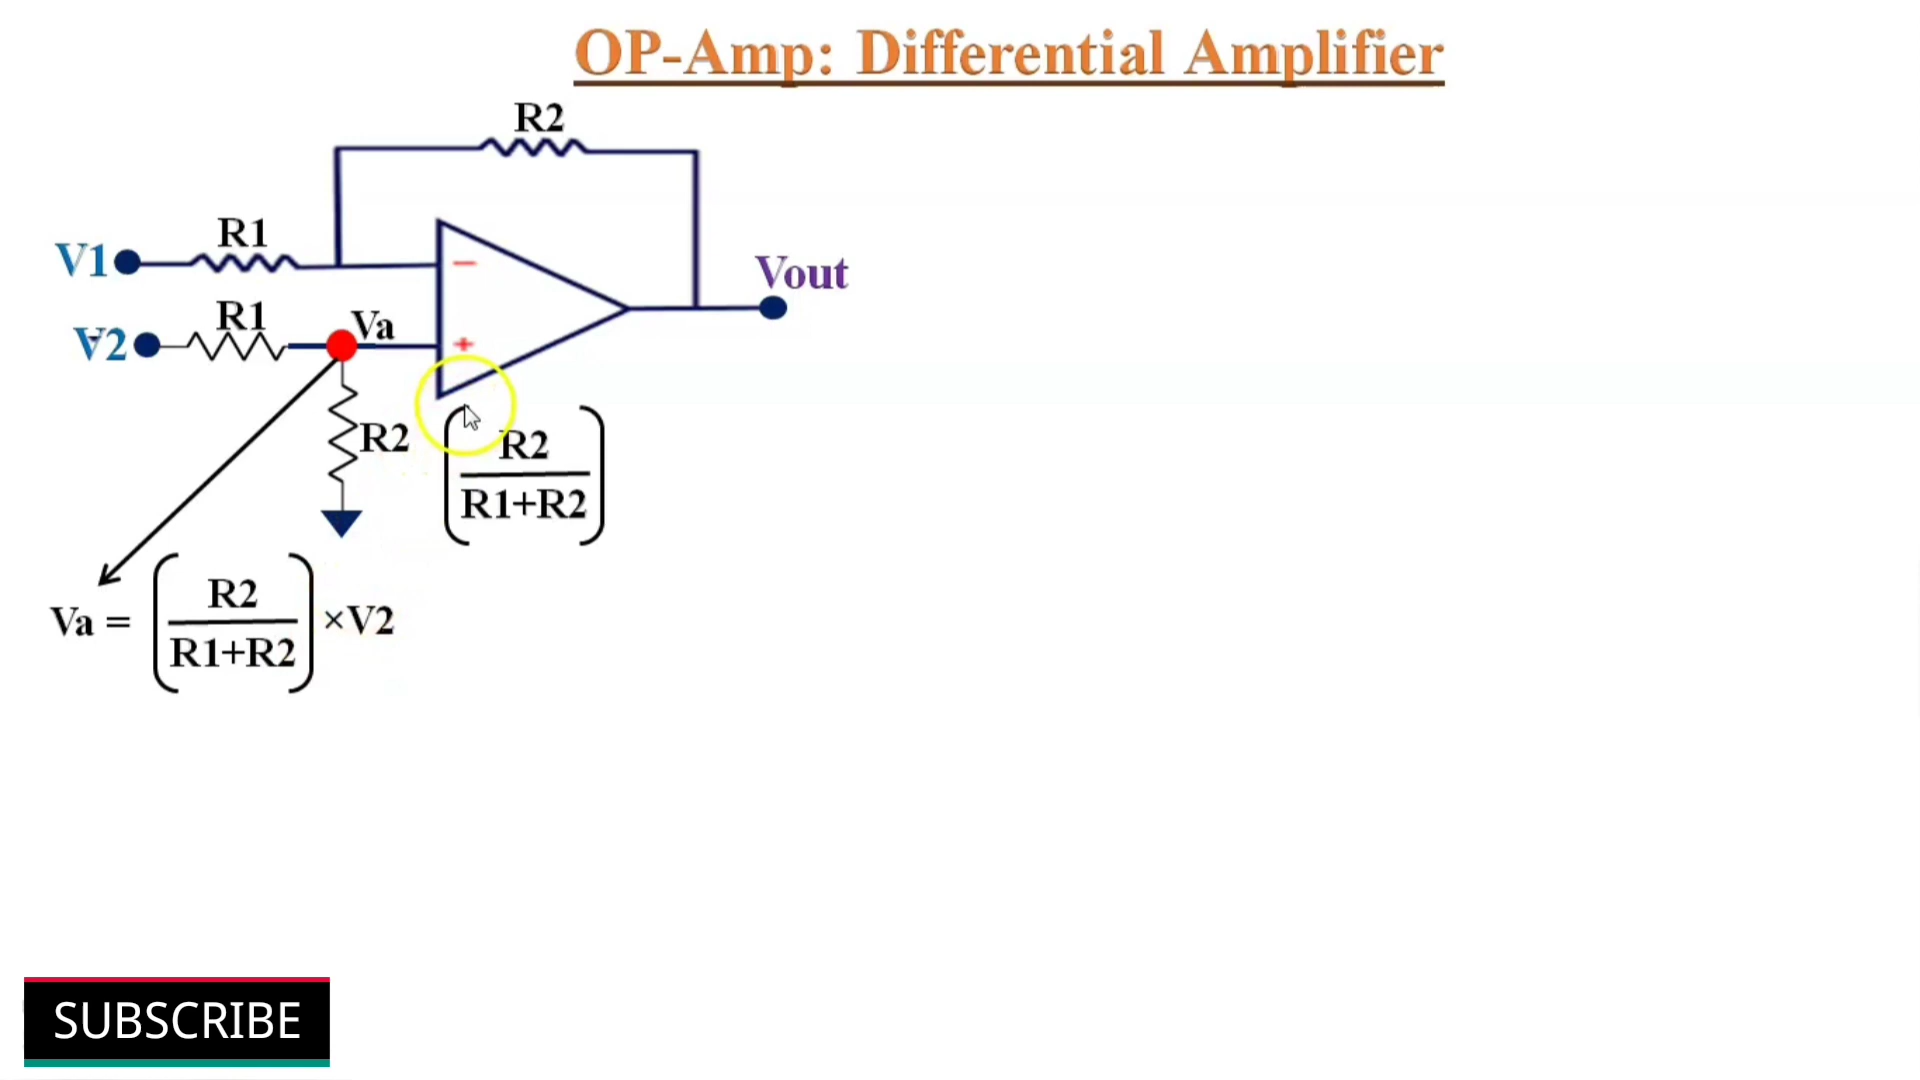 OP-Amp: Differential Amplifier
R2
R1
V1
−
Vout
R1
V2
Va
+
R2
R2
R1+R2
Va = R2 ×V2
R1+R2
SUBSCRIBE